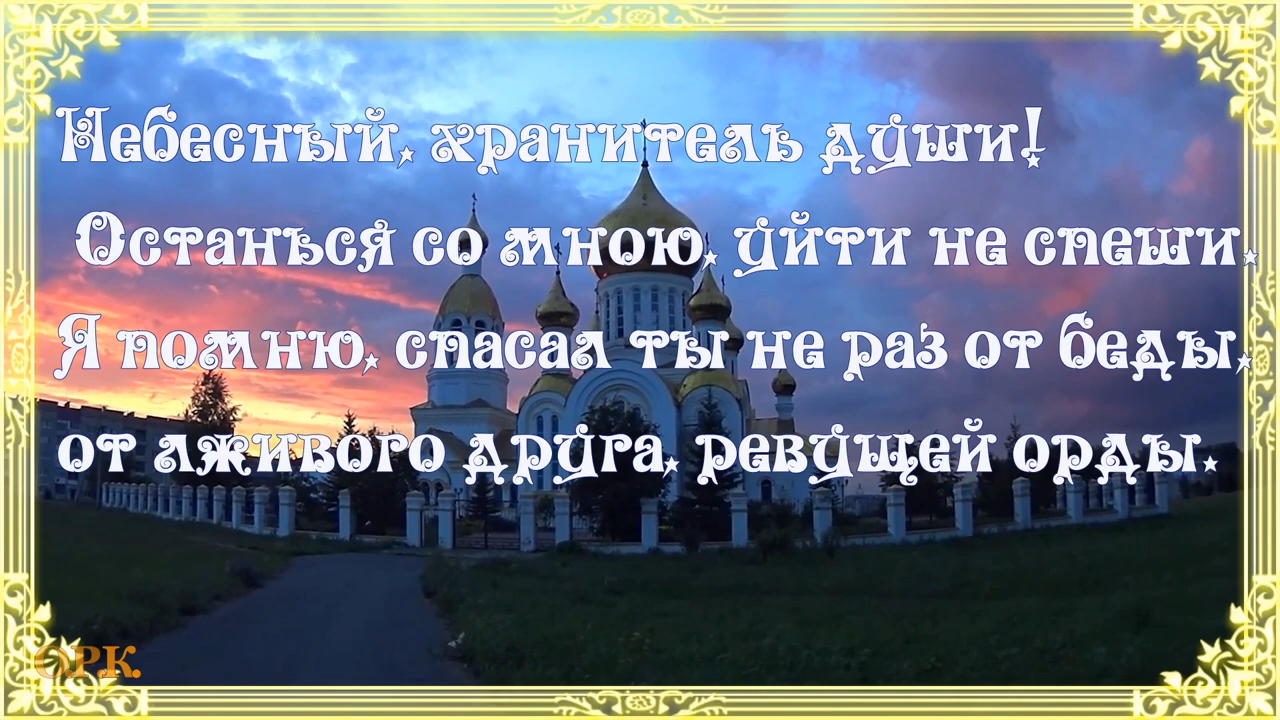 Небесный, хранитель души!
Останься со мною, уйти не спеши.
Я помню, спасал ты не раз от беды,
от лживого друга, ревущей орды.
О.Р.К.